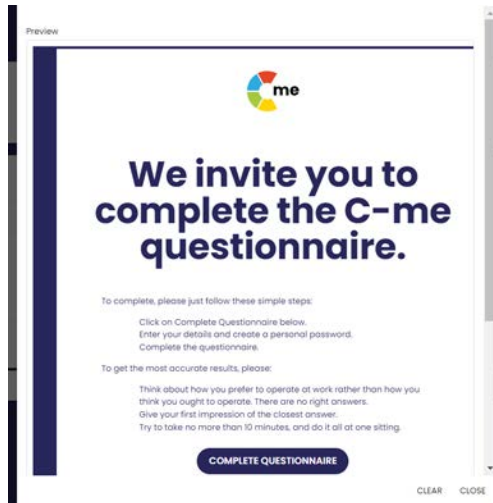 Preview
me
We invite you to
complete the C-me
questionnaire.
To complete, please just follow these simple steps:
Click on Complete Questionnaire below.
Enter your details and create a personal password.
Complete the questionnaire.
To get the most accurate results, please:
Think about how you prefer to operate at work rather than how you
think you ought to operate. There are no right answers.
Give your first impression of the closest answer.
Try to take no more than 10 minutes, and do it all at one sitting.
COMPLETE QUESTIONNAIRE
CLEAR CLOSE